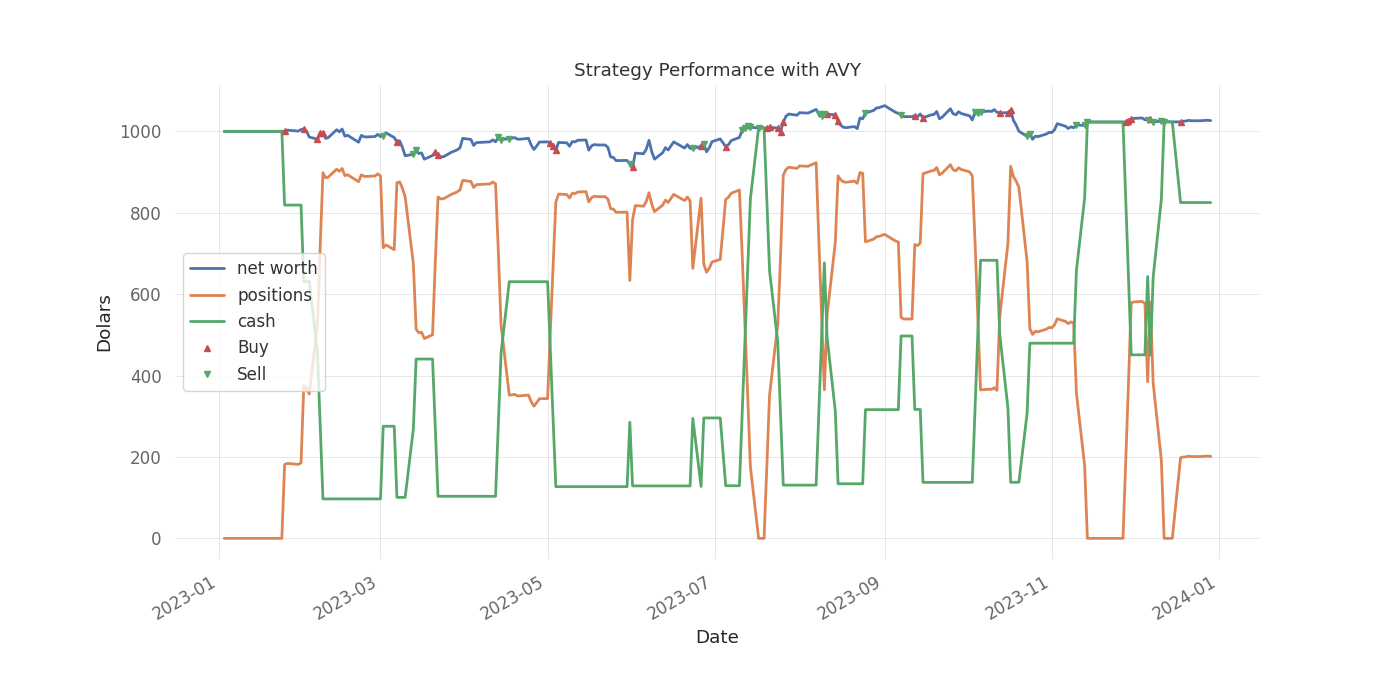 Strategy Performance with AVY
Dolars
1000
800
600
400
200
0
net worth
positions
cash
Buy
Sell
2023-01
2023-03
2023-05
2023-07
2023-09
2023-11
2024-01
Date